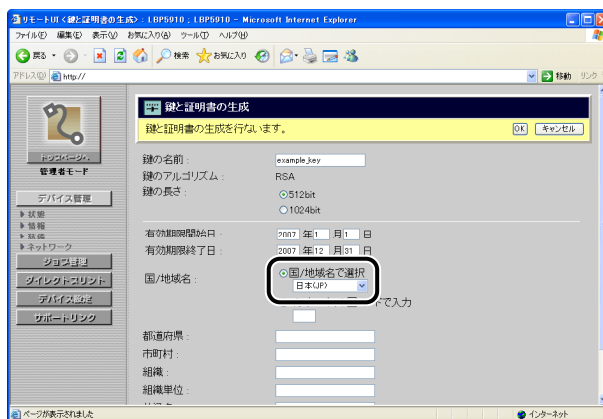 リモートUI <鍵と証明書の生成> : LBP5910 ; LBP5910 - Microsoft Internet Explorer
ファイル(F) 編集(E) 表示(V) お気に入り(A) ツール(T) ヘルプ(H)
戻る 検索 お気に入り
アドレス(D) http:// 移動 リンク
鍵と証明書の生成
鍵と証明書の生成を行ないます。 OK キャンセル
トップページへ
管理者モード
デバイス管理
状態
情報
ネットワーク
ジョブ管理
ダイレクトプリント
デバイス設定
サポートリンク
鍵の名前 : example_key
鍵のアルゴリズム : RSA
鍵の長さ : 512bit
1024bit
有効期限開始日 : 2007 年 1 月 1 日
有効期限終了日 : 2007 年 12 月 31 日
国/地域名 : 国/地域名で選択
日本(JP)
ドで入力
都道府県 :
市町村 :
組織 :
組織単位 :
ページが表示されました インターネット